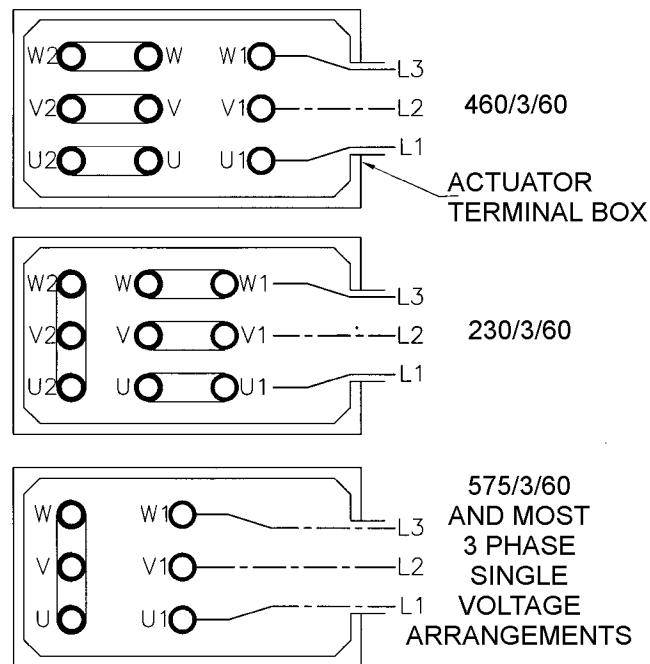 W2 W W1 L3
V2 V V1 L2 460/3/60
U2 U U1 L1
ACTUATOR
TERMINAL BOX
W2 W W1 L3
V2 V V1 L2 230/3/60
U2 U U1 L1
575/3/60
W W1 L3 AND MOST
3 PHASE
V V1 L2 SINGLE
U U1 L1 VOLTAGE
ARRANGEMENTS